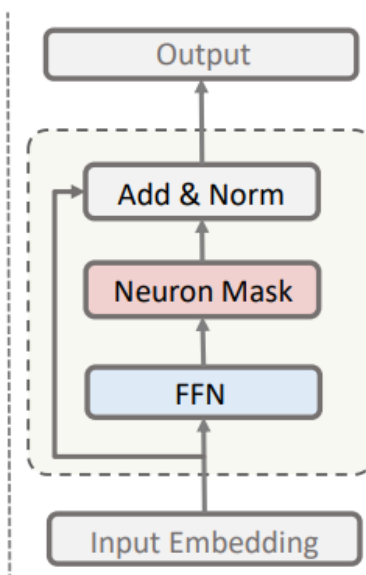 Output
Add & Norm
Neuron Mask
FFN
Input Embedding